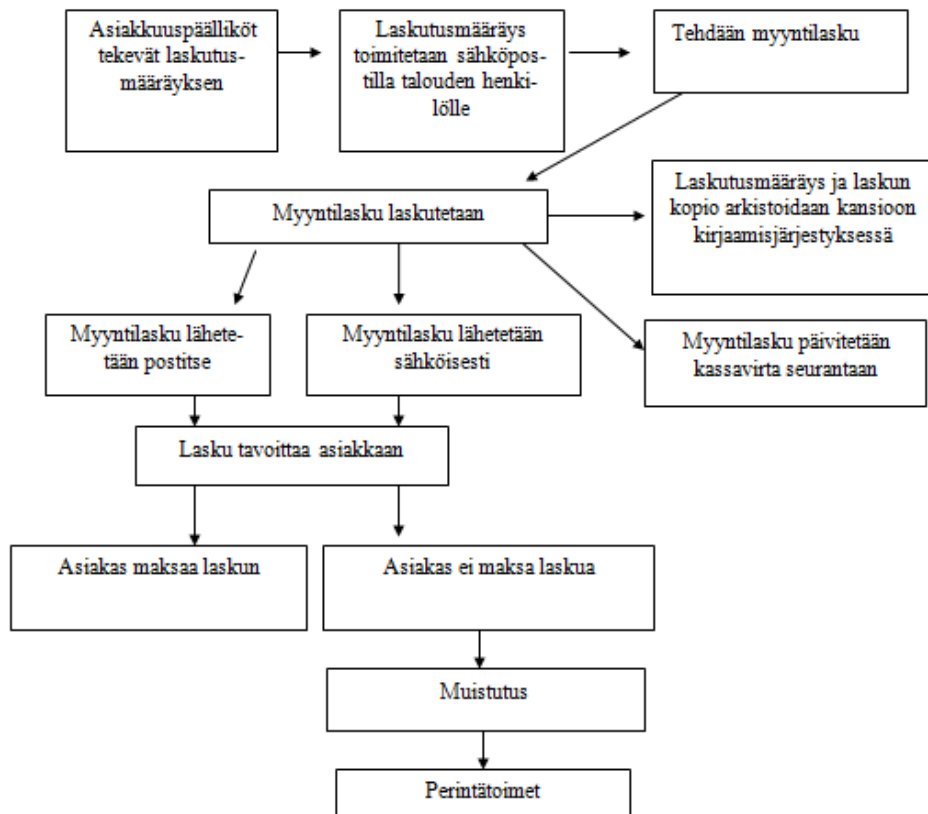 Asiakkuuspäälliköt
tekevät laskutus-
määräyksen
Laskutusmääräys
toimitetaan sähköpos-
tilla talouden henki-
lölle
Tehdään myyntilasku
Myyntilasku laskutetaan
Laskutusmääräys ja laskun
kopio arkistoidaan kansioon
kirjaamisjärjestyksessä
Myyntilasku lähete-
tään postitse
Myyntilasku lähetetään
sähköisesti
Myyntilasku päivitetään
kassavirta seurantaan
Lasku tavoittaa asiakkaan
Asiakas maksaa laskun
Asiakas ei maksa laskua
Muistutus
Perintätoimet